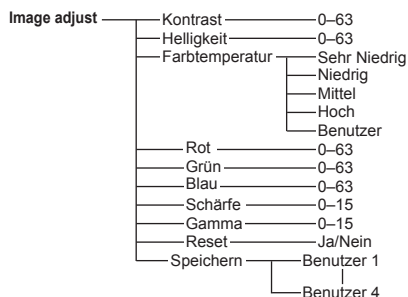 Image adjust Kontrast 0–63
Helligkeit 0–63
Farbtemperatur Sehr Niedrig
Niedrig
Mittel
Hoch
Benutzer
Rot 0–63
Grün 0–63
Blau 0–63
Schärfe 0–15
Gamma 0–15
Reset Ja/Nein
Speichern Benutzer 1
Benutzer 4